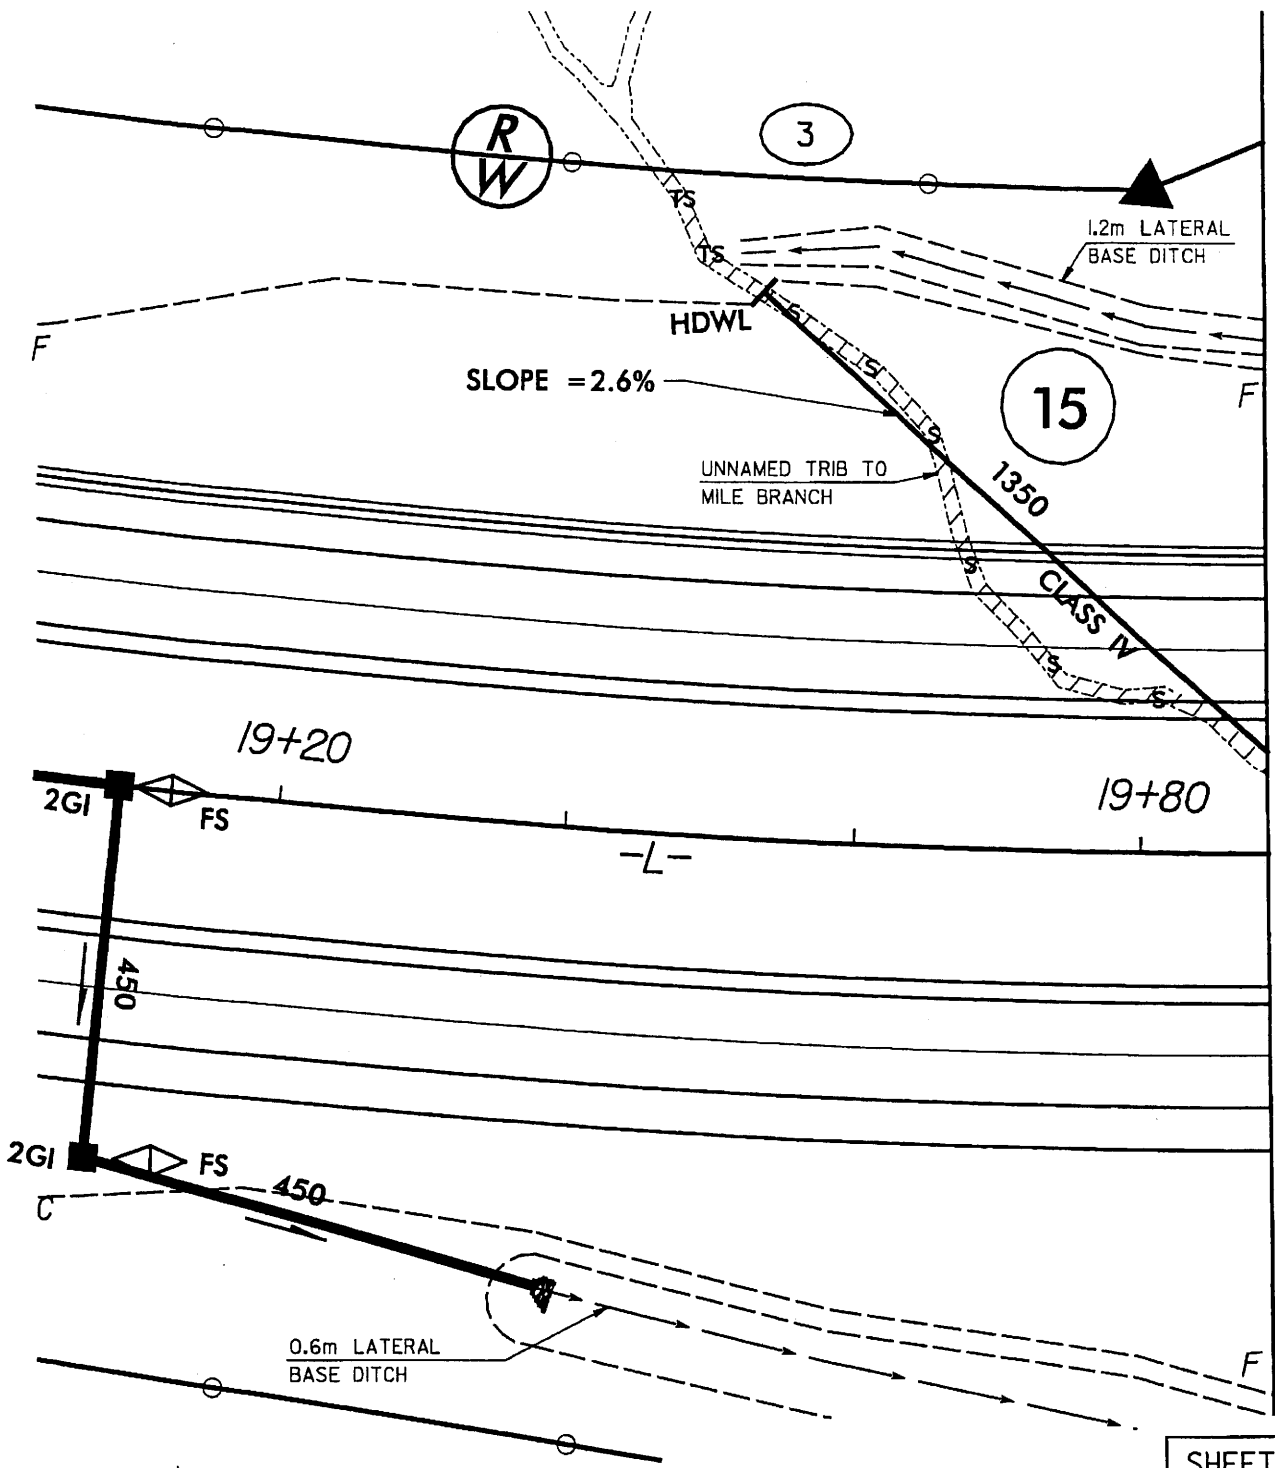 R
W
3
1.2m LATERAL
BASE DITCH
TS
TS
HDWL
S
F
SLOPE = 2.6%
S
15
F
S
UNNAMED TRIB TO
MILE BRANCH
1350
S
CLASS IV
S
S
19+20
19+80
2GI
FS
-L-
450
2GI
FS
450
C
0.6m LATERAL
BASE DITCH
F
SHEET